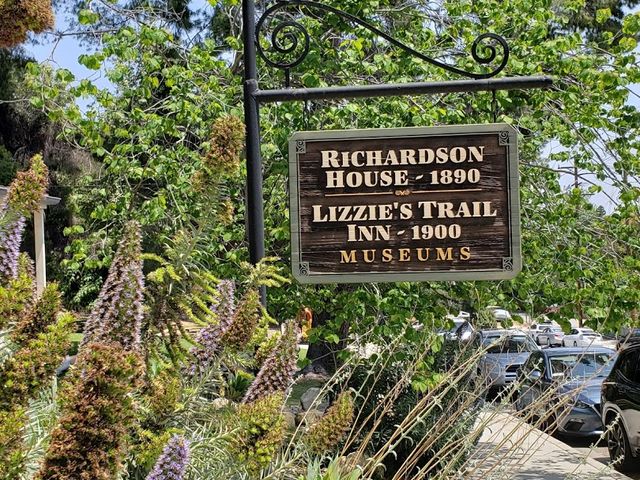 RICHARDSON
HOUSE - 1890
LIZZIE'S TRAIL
INN - 1900
MUSEUMS